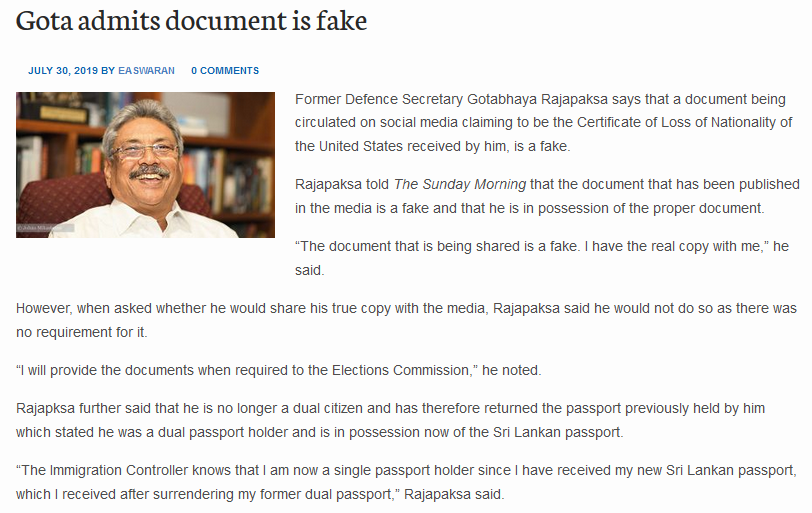 Gota admits document is fake
JULY 30, 2019 BY EASWARAN 0 COMMENTS
Former Defence Secretary Gotabhaya Rajapaksa says that a document being
circulated on social media claiming to be the Certificate of Loss of Nationality of
the United States received by him, is a fake.
Rajapaksa told The Sunday Morning that the document that has been published
in the media is a fake and that he is in possession of the proper document.
“The document that is being shared is a fake. I have the real copy with me,” he
said.
However, when asked whether he would share his true copy with the media, Rajapaksa said he would not do so as there was
no requirement for it.
“I will provide the documents when required to the Elections Commission,” he noted.
Rajapksa further said that he is no longer a dual citizen and has therefore returned the passport previously held by him
which stated he was a dual passport holder and is in possession now of the Sri Lankan passport.
“The Immigration Controller knows that I am now a single passport holder since I have received my new Sri Lankan passport,
which I received after surrendering my former dual passport,” Rajapaksa said.